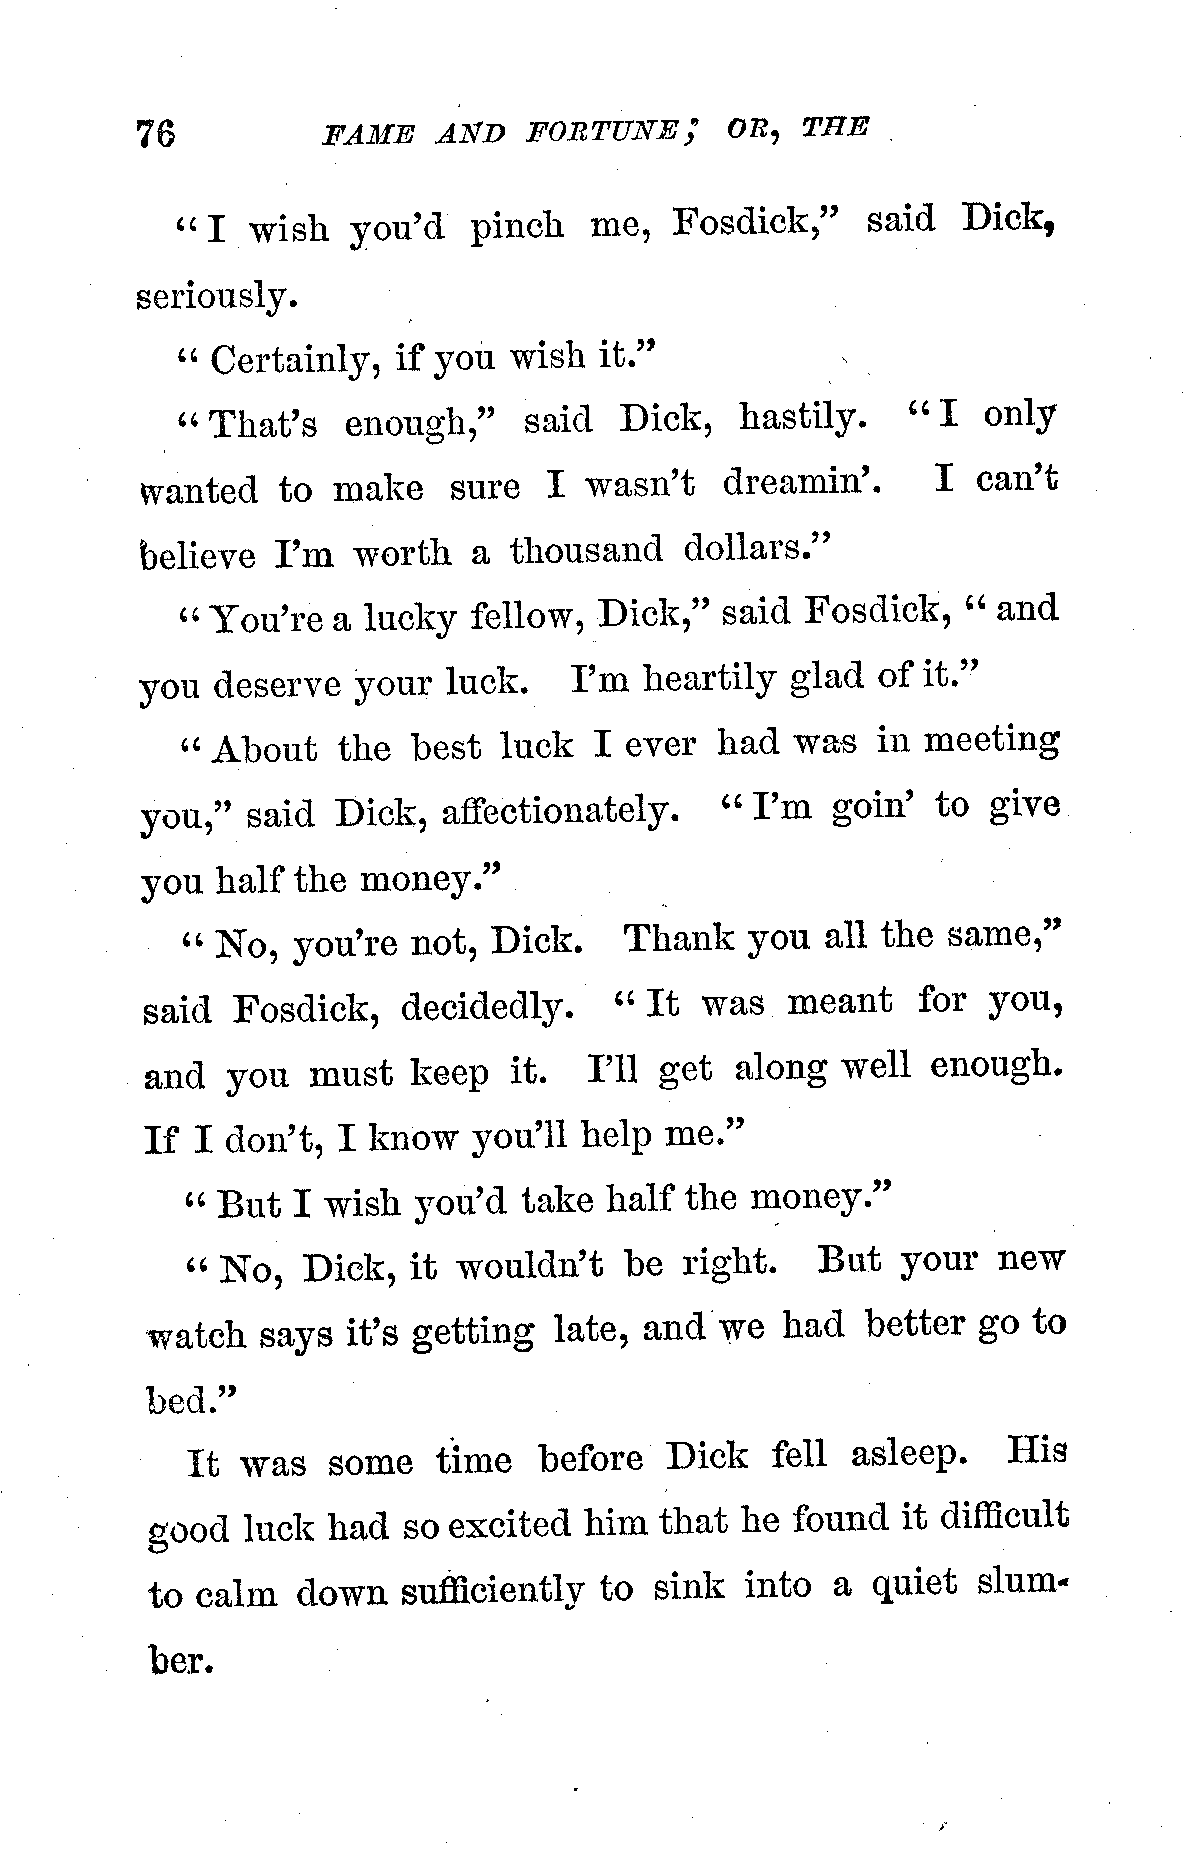 76 FAME AND FORTUNE; OR, THE
"I wish you'd pinch me, Fosdick," said Dick,
seriously.
"Certainly, if you wish it."
"That's enough," said Dick, hastily. "I only
wanted to make sure I wasn't dreamin'. I can't
believe I'm worth a thousand dollars."
"You're a lucky fellow, Dick," said Fosdick, "and
you deserve your luck. I'm heartily glad of it."
"About the best luck I ever had was in meeting
you," said Dick, affectionately. "I'm goin' to give
you half the money."
"No, you're not, Dick. Thank you all the same,"
said Fosdick, decidedly. "It was meant for you,
and you must keep it. I'll get along well enough.
If I don't, I know you'll help me."
"But I wish you'd take half the money."
"No, Dick, it wouldn't be right. But your new
watch says it's getting late, and we had better go to
bed."
It was some time before Dick fell asleep. His
good luck had so excited him that he found it difficult
to calm down sufficiently to sink into a quiet slum-
ber.